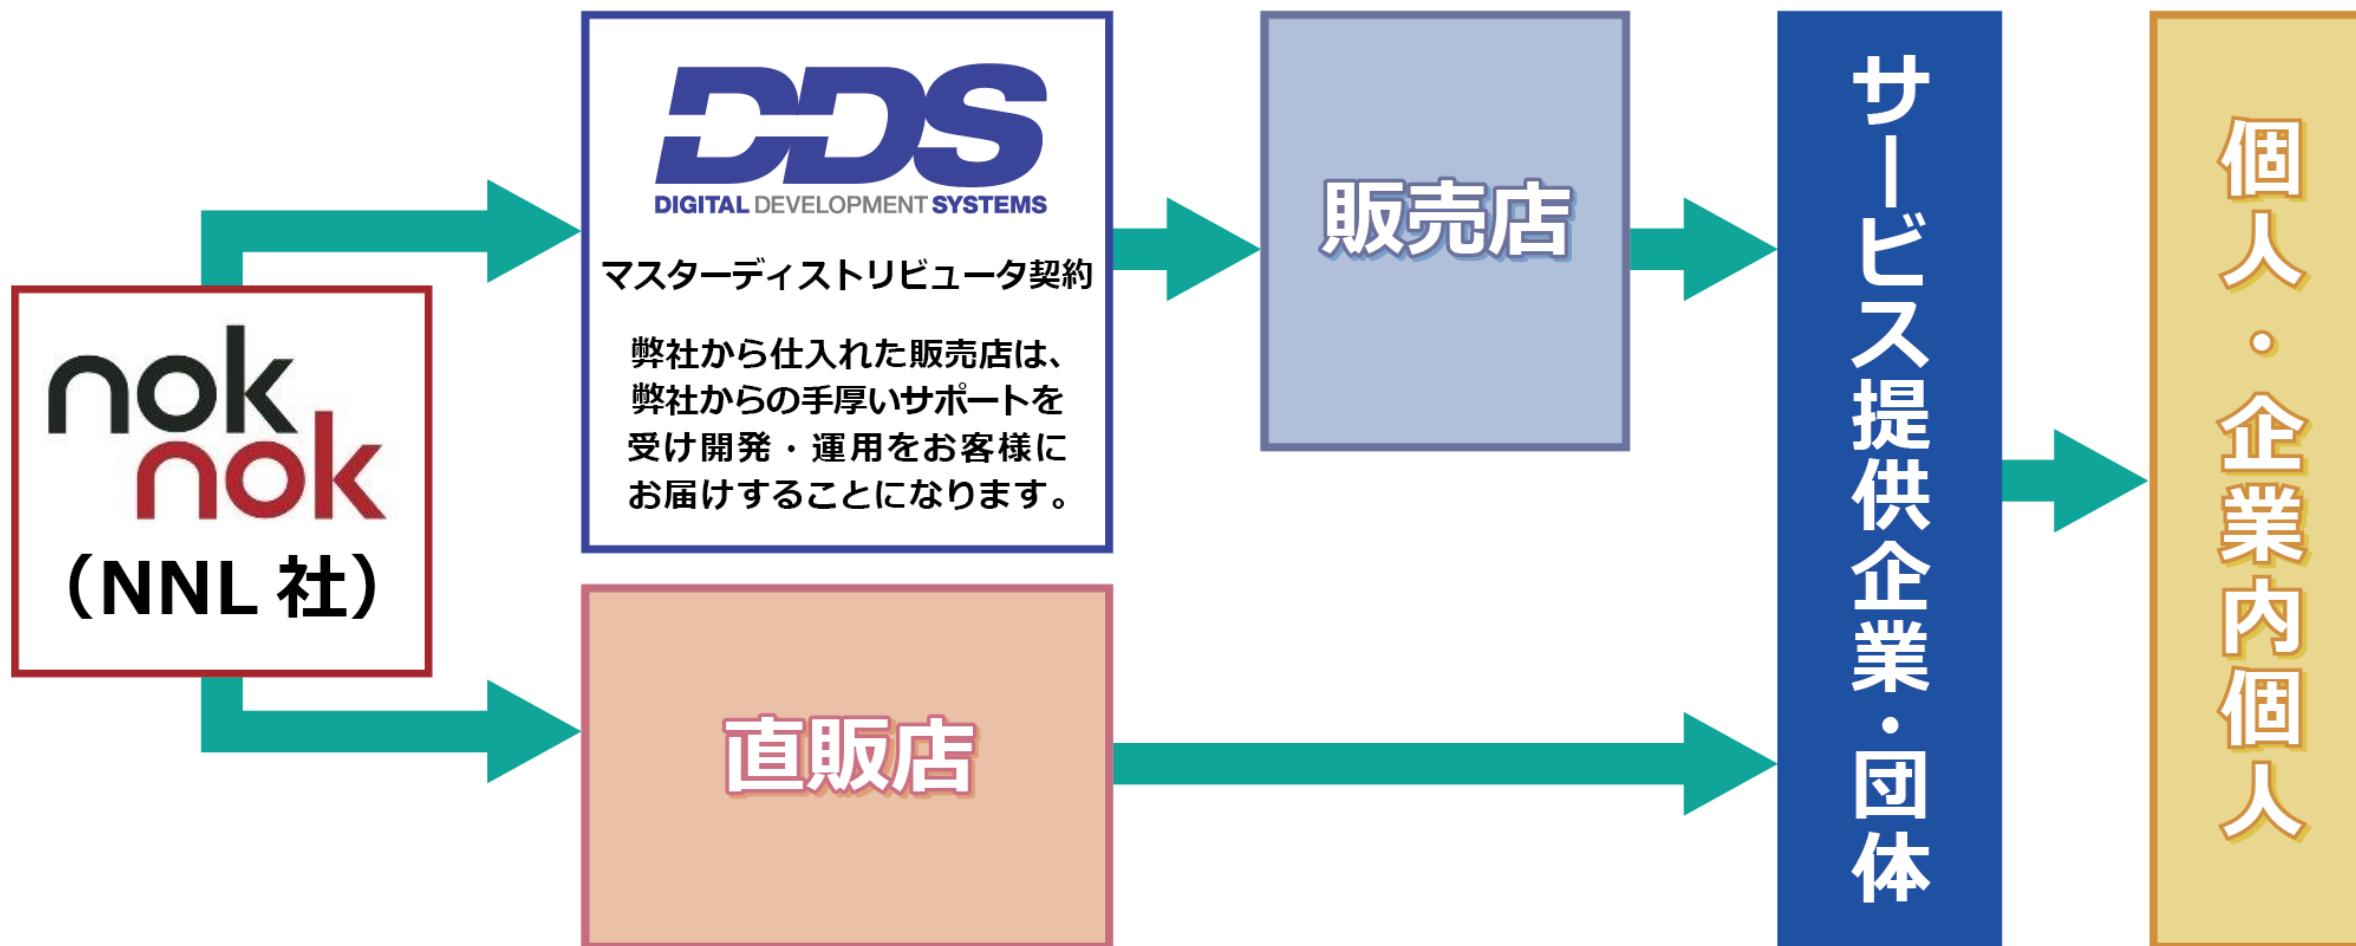 nok
nok
（NNL 社）
DDS
DIGITAL DEVELOPMENT SYSTEMS
マスターディストリビュータ契約
弊社から仕入れた販売店は、
弊社からの手厚いサポートを
受け開発・運用をお客様に
お届けすることになります。
直販店
販売店
サービス提供企業・団体
個人・企業内個人